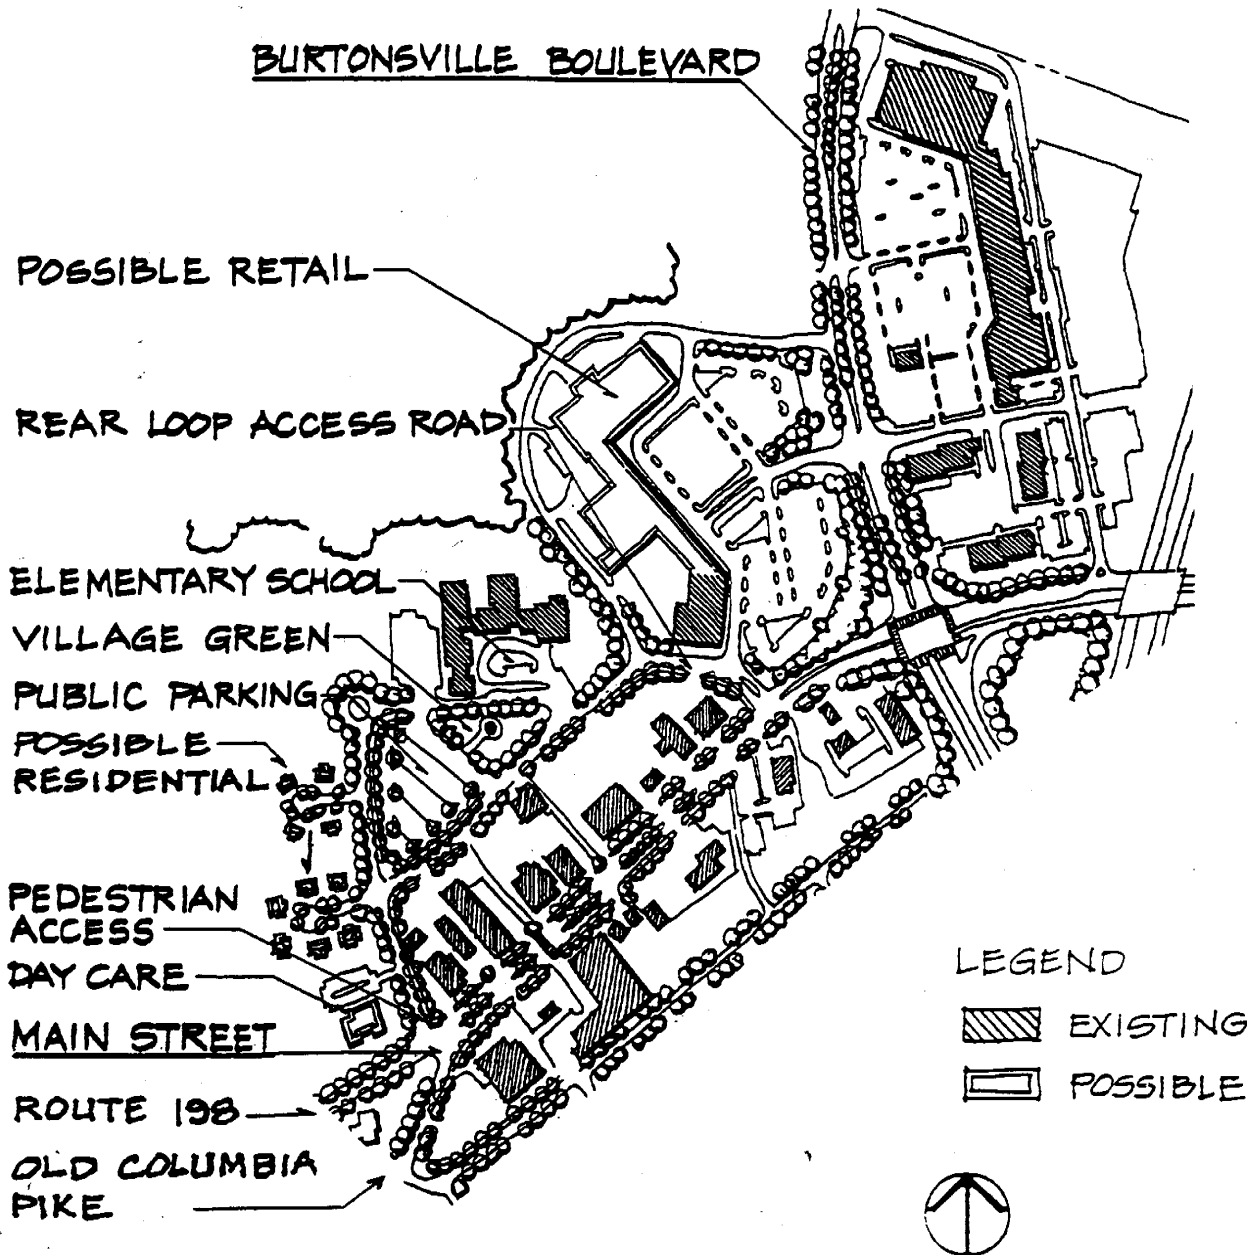 BURTONSVILLE BOULEVARD
POSSIBLE RETAIL
REAR LOOP ACCESS ROAD
ELEMENTARY SCHOOL
VILLAGE GREEN
PUBLIC PARKING
POSSIBLE
RESIDENTIAL
PEDESTRIAN
ACCESS
DAY CARE
MAIN STREET
ROUTE 198
OLD COLUMBIA
PIKE
LEGEND
EXISTING
POSSIBLE